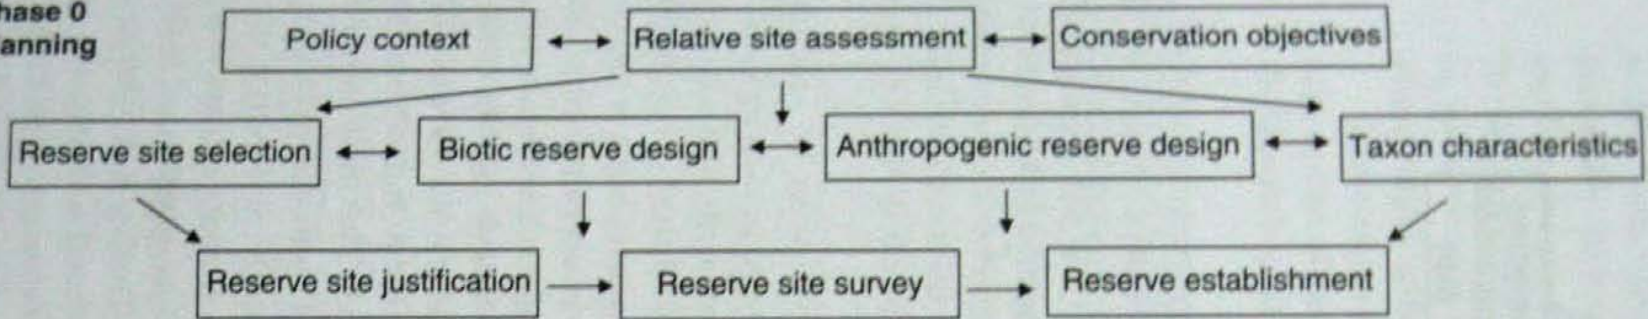 hase 0
anning
Policy context
Relative site assessment
Conservation objectives
Reserve site selection
Biotic reserve design
Anthropogenic reserve design
Taxon characteristics
Reserve site justification
Reserve site survey
Reserve establishment